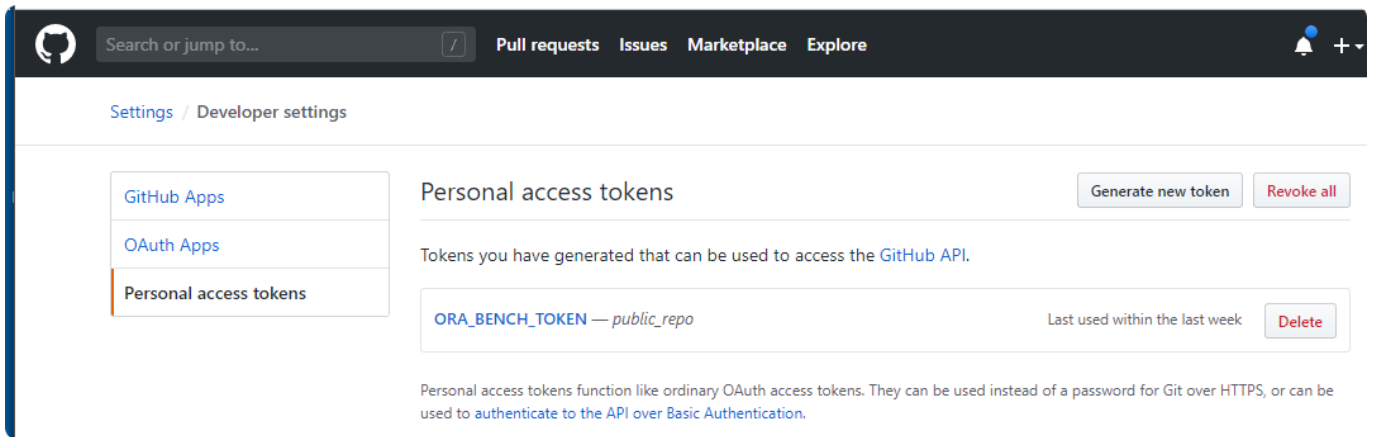 Search or jump to... /
Pull requests Issues Marketplace Explore
Settings / Developer settings
GitHub Apps
OAuth Apps
Personal access tokens
Personal access tokens
Generate new token
Revoke all
Tokens you have generated that can be used to access the GitHub API.
ORA_BENCH_TOKEN — public_repo
Last used within the last week
Delete
Personal access tokens function like ordinary OAuth access tokens. They can be used instead of a password for Git over HTTPS, or can be
used to authenticate to the API over Basic Authentication.